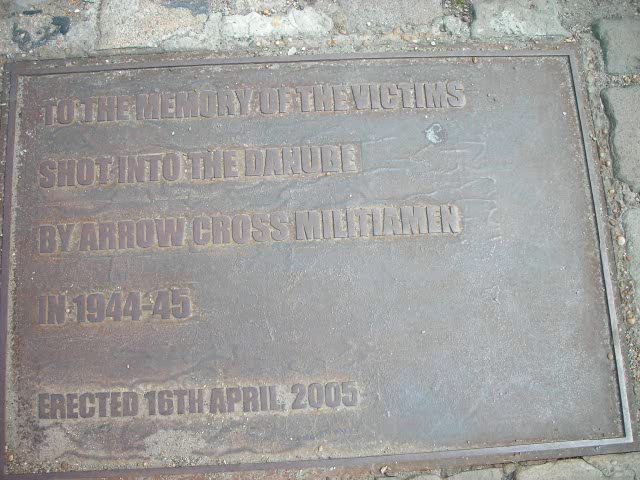 TO THE MEMORY OF THE VICTIMS
SHOT INTO THE DANUBE
BY ARROW CROSS MILITIAMEN
IN 1944-45
ERECTED 16TH APRIL, 2005